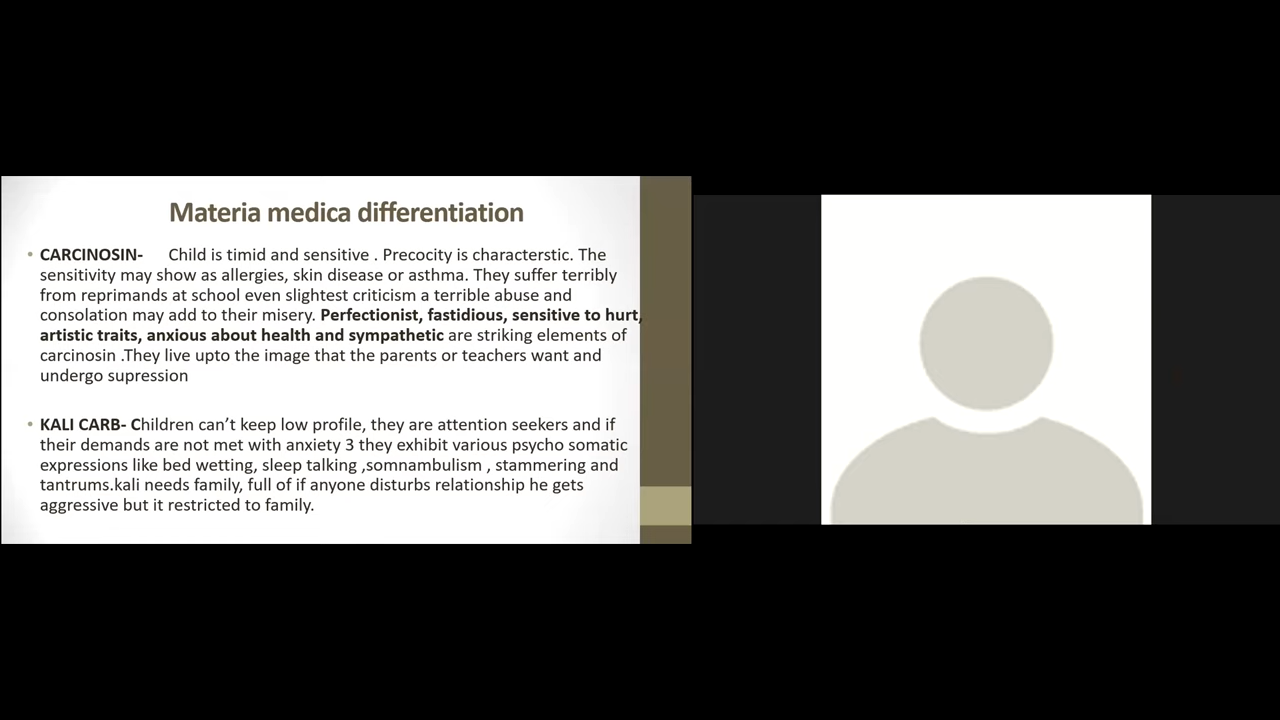 Materia medica differentiation
• CARCINOSIN- Child is timid and sensitive . Precocity is characterstic. The
sensitivity may show as allergies, skin disease or asthma. They suffer terribly
from reprimands at school even slightest criticism a terrible abuse and
consolation may add to their misery. Perfectionist, fastidious, sensitive to hurt,
artistic traits, anxious about health and sympathetic are striking elements of
carcinosin .They live upto the image that the parents or teachers want and
undergo supression
• KALI CARB- Children can’t keep low profile, they are attention seekers and if
their demands are not met with anxiety 3 they exhibit various psycho somatic
expressions like bed wetting, sleep talking ,somnambulism , stammering and
tantrums.kali needs family, full of if anyone disturbs relationship he gets
aggressive but it restricted to family.